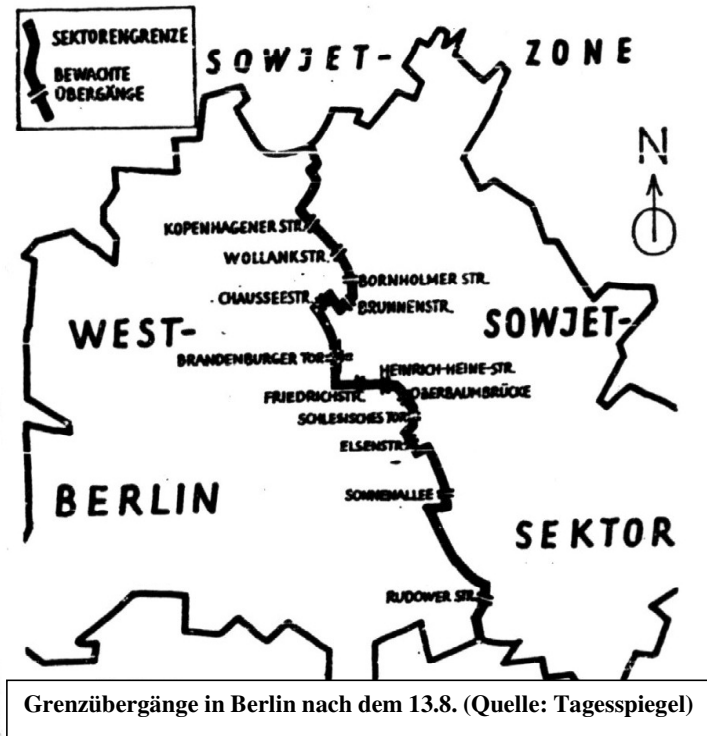 SEKTORENGRENZE
BEWACHTE
ÜBERGÄNGE
SOWJET-
ZONE
N
KOPENHAGENER STR.
WOLLANKSTR.
BORNHOLMER STR.
CHAUSSEESTR.
BRUNNENSTR.
WEST-
SOWJET-
BRANDENBURGER TOR
HEINRICH-HEINE-STR.
FRIEDRICHSTR.
OBERBAUMBRÜCKE
SCHLESISCHES TOR
ELSENSTR.
BERLIN
SONNENALLEE
SEKTOR
RUDOWER STR.
Grenzübergänge in Berlin nach dem 13.8. (Quelle: Tagesspiegel)